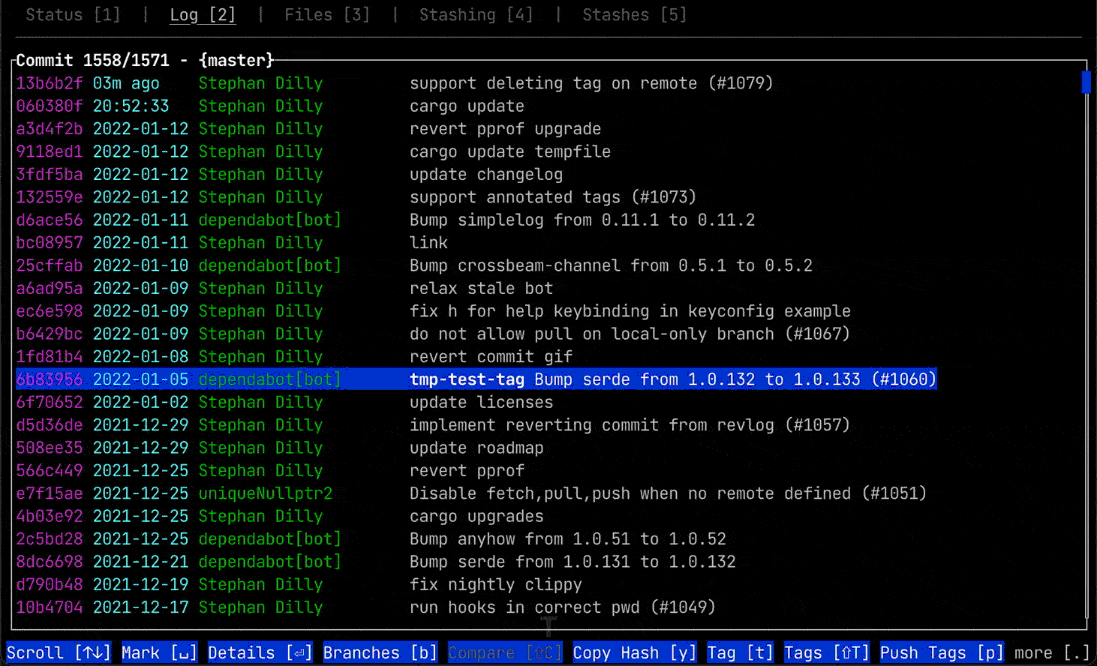 Status [1] | Log [2] | Files [3] | Stashing [4] | Stashes [5]
Commit 1558/1571 - {master}
13b6b2f 03m ago Stephan Dilly support deleting tag on remote (#1079)
060380f 20:52:33 Stephan Dilly cargo update
a3d4f2b 2022-01-12 Stephan Dilly revert pprof upgrade
9118ed1 2022-01-12 Stephan Dilly cargo update tempfile
3fdf5ba 2022-01-12 Stephan Dilly update changelog
132559e 2022-01-12 Stephan Dilly support annotated tags (#1073)
d6ace56 2022-01-11 dependabot[bot] Bump simplelog from 0.11.1 to 0.11.2
bc08957 2022-01-11 Stephan Dilly link
25cffab 2022-01-10 dependabot[bot] Bump crossbeam-channel from 0.5.1 to 0.5.2
a6ad95a 2022-01-09 Stephan Dilly relax stale bot
ec6e598 2022-01-09 Stephan Dilly fix h for help keybinding in keyconfig example
b6429bc 2022-01-09 Stephan Dilly do not allow pull on local-only branch (#1067)
1fd81b4 2022-01-08 Stephan Dilly revert commit gif
6b83956 2022-01-05 dependabot[bot] tmp-test-tag Bump serde from 1.0.132 to 1.0.133 (#1060)
6f70652 2022-01-02 Stephan Dilly update licenses
d5d36de 2021-12-29 Stephan Dilly implement reverting commit from revlog (#1057)
508ee35 2021-12-29 Stephan Dilly update roadmap
566c449 2021-12-25 Stephan Dilly revert pprof
e7f15ae 2021-12-25 uniqueNullptr2 Disable fetch,pull,push when no remote defined (#1051)
4b03e92 2021-12-25 Stephan Dilly cargo upgrades
2c5bd28 2021-12-25 dependabot[bot] Bump anyhow from 1.0.51 to 1.0.52
8dc6698 2021-12-21 dependabot[bot] Bump serde from 1.0.131 to 1.0.132
d790b48 2021-12-19 Stephan Dilly fix nightly clippy
10b4704 2021-12-17 Stephan Dilly run hooks in correct pwd (#1049)
Scroll [↑↓] Mark [␣] Details [⏎] Branches [b] Compare [⇧C] Copy Hash [y] Tag [t] Tags [⇧T] Push Tags [p] more [.]